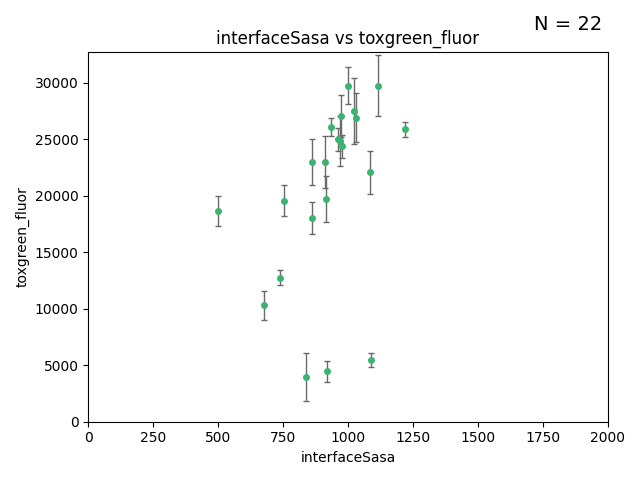 N = 22
interfaceSasa vs toxgreen_fluor
30000
25000
20000
15000
10000
5000
0
toxgreen_fluor
0 250 500 750 1000 1250 1500 1750 2000
interfaceSasa